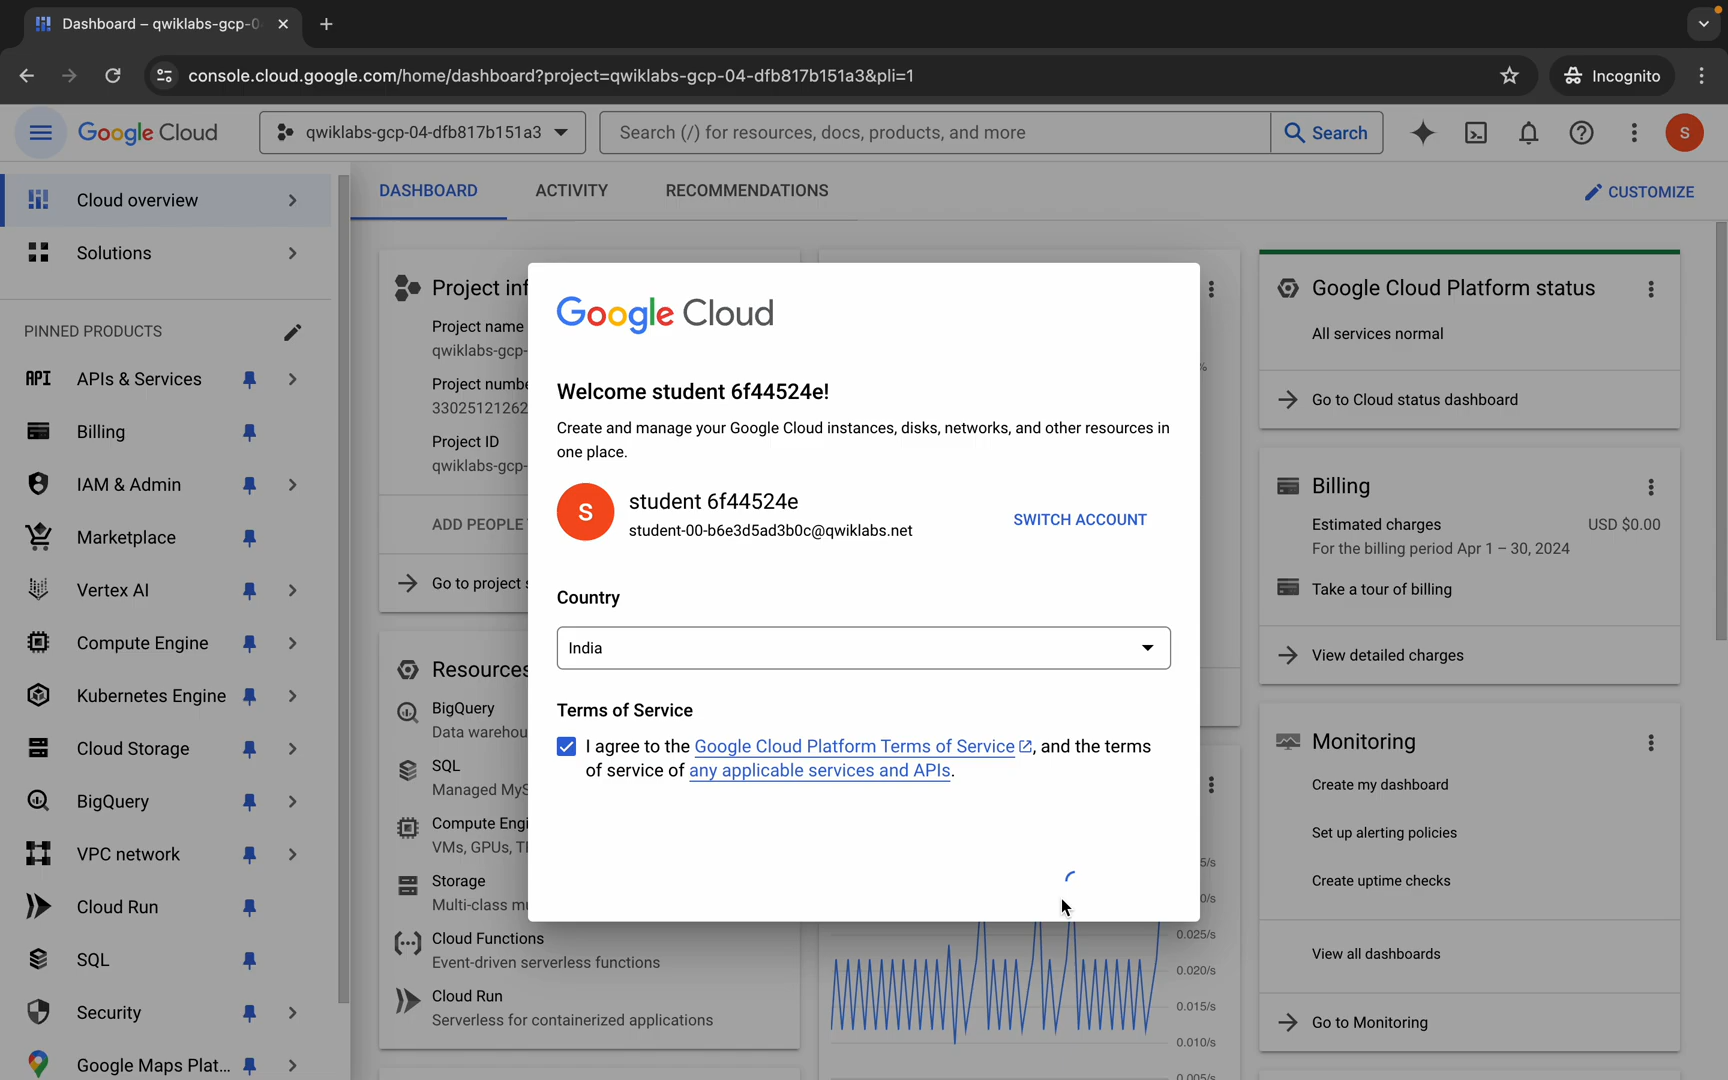 Dashboard – qwiklabs-gcp-0
console.cloud.google.com/home/dashboard?project=qwiklabs-gcp-04-dfb817b151a3&pli=1
Incognito
Google Cloud
qwiklabs-gcp-04-dfb817b151a3
Search (/) for resources, docs, products, and more
Search
S
Cloud overview
Solutions
PINNED PRODUCTS
API APIs & Services
Billing
IAM & Admin
Marketplace
Vertex AI
Compute Engine
Kubernetes Engine
Cloud Storage
BigQuery
VPC network
Cloud Run
SQL
Security
Google Maps Plat...
DASHBOARD
ACTIVITY
RECOMMENDATIONS
CUSTOMIZE
Project inf
Project name
qwiklabs-gcp-
Project numbe
33025121262
Project ID
qwiklabs-gcp-
ADD PEOPLE
Go to project s
Resources
BigQuery
Data warehou
SQL
Managed MyS
Compute Engi
VMs, GPUs, T
Storage
Multi-class mu
Cloud Functions
Event-driven serverless functions
Cloud Run
Serverless for containerized applications
Google Cloud
Welcome student 6f44524e!
Create and manage your Google Cloud instances, disks, networks, and other resources in
one place.
S
student 6f44524e
student-00-b6e3d5ad3b0c@qwiklabs.net
SWITCH ACCOUNT
Country
India
Terms of Service
I agree to the Google Cloud Platform Terms of Service, and the terms
of service of any applicable services and APIs.
%
5/s
0/s
0.025/s
0.020/s
0.015/s
0.010/s
0.005/s
Google Cloud Platform status
All services normal
Go to Cloud status dashboard
Billing
Estimated charges
USD $0.00
For the billing period Apr 1 – 30, 2024
Take a tour of billing
View detailed charges
Monitoring
Create my dashboard
Set up alerting policies
Create uptime checks
View all dashboards
Go to Monitoring